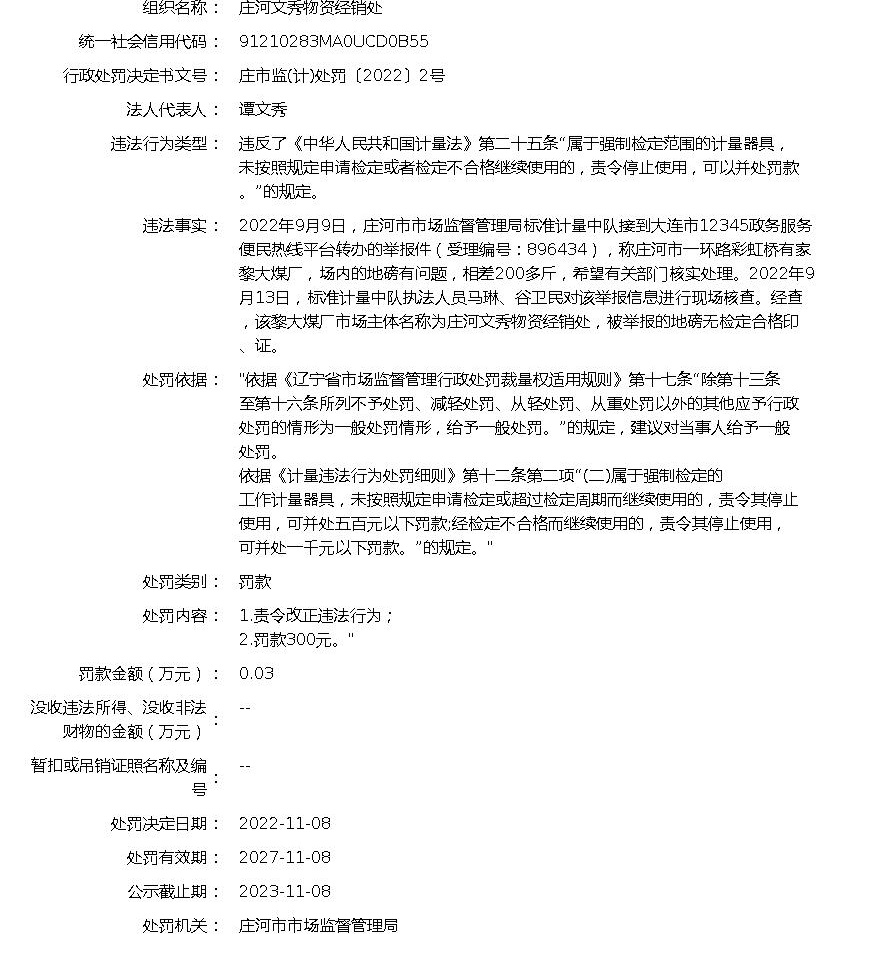 组织名称： 庄河文秀物资经销处
统一社会信用代码： 91210283MA0UCD0B55
行政处罚决定书文号： 庄市监(计)处罚〔2022〕2号
法人代表人： 谭文秀
违法行为类型： 违反了《中华人民共和国计量法》第二十五条“属于强制检定范围的计量器具，
未按照规定申请检定或者检定不合格继续使用的，责令停止使用，可以并处罚款
。”的规定。
违法事实： 2022年9月9日，庄河市市场监督管理局标准计量中队接到大连市12345政务服务
便民热线平台转办的举报件（受理编号：896434），称庄河市一环路彩虹桥有家
黎大煤厂，场内的地磅有问题，相差200多斤，希望有关部门核实处理。2022年9
月13日，标准计量中队执法人员马琳、谷卫民对该举报信息进行现场核查。经查
，该黎大煤厂市场主体名称为庄河文秀物资经销处，被举报的地磅无检定合格印
、证。
处罚依据： "依据《辽宁省市场监督管理行政处罚裁量权适用规则》第十七条“除第十三条
至第十六条所列不予处罚、减轻处罚、从轻处罚、从重处罚以外的其他应予行政
处罚的情形为一般处罚情形，给予一般处罚。”的规定，建议对当事人给予一般
处罚。
依据《计量违法行为处罚细则》第十二条第二项“(二)属于强制检定的
工作计量器具，未按照规定申请检定或超过检定周期而继续使用的，责令其停止
使用，可并处五百元以下罚款;经检定不合格而继续使用的，责令其停止使用，
可并处一千元以下罚款。”的规定。"
处罚类别： 罚款
处罚内容： 1.责令改正违法行为；
2.罚款300元。"
罚款金额（万元）： 0.03
没收违法所得、没收非法
财物的金额（万元）： --
暂扣或吊销证照名称及编
号： --
处罚决定日期： 2022-11-08
处罚有效期： 2027-11-08
公示截止期： 2023-11-08
处罚机关： 庄河市市场监督管理局